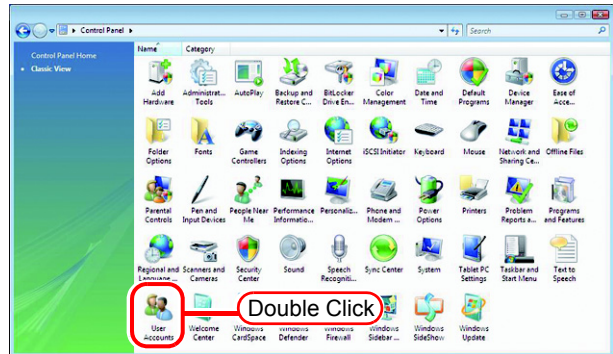 Control Panel
Search
Control Panel Home
Classic View
Name Category
Add Hardware
Administrat... Tools
AutoPlay
Backup and Restore C...
BitLocker Drive En...
Color Management
Date and Time
Default Programs
Device Manager
Ease of Acce...
Folder Options
Fonts
Game Controllers
Indexing Options
Internet Options
iSCSI Initiator
Keyboard
Mouse
Network and Sharing Ce...
Offline Files
Parental Controls
Pen and Input Devices
People Near Me
Performance Informatio...
Personaliz...
Phone and Modem ...
Power Options
Printers
Problem Reports a...
Programs and Features
Regional and Language ...
Scanners and Cameras
Security Center
Sound
Speech Recogniti...
Sync Center
System
Tablet PC Settings
Taskbar and Start Menu
Text to Speech
Double Click
User Accounts
Welcome Center
Windows CardSpace
Windows Defender
Windows Firewall
Windows Sidebar ...
Windows SideShow
Windows Update